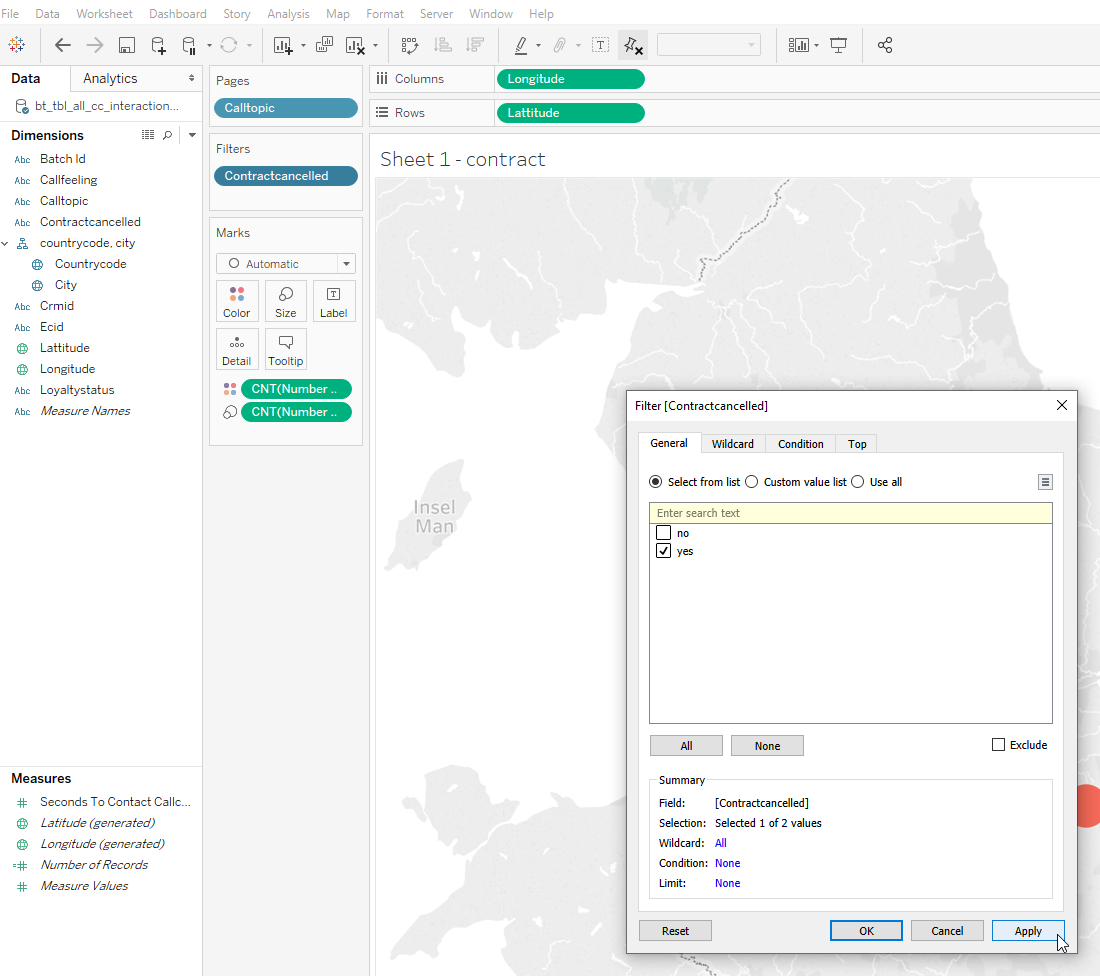 File Data Worksheet Dashboard Story Analysis Map Format Server Window Help
Data Analytics
bt_tbl_all_cc_interaction...
Dimensions
Abc Batch Id
Abc Callfeeling
Abc Calltopic
Abc Contractcancelled
countrycode, city
Countrycode
City
Abc Crmid
Abc Ecid
Lattitude
Longitude
Abc Loyaltystatus
Abc Measure Names
Measures
Seconds To Contact Callc...
Latitude (generated)
Longitude (generated)
Number of Records
Measure Values
Pages
Calltopic
Filters
Contractcancelled
Marks
Automatic
Color Size Label
Detail Tooltip
CNT(Number ..
CNT(Number ..
Columns Longitude
Rows Lattitude
Sheet 1 - contract
Insel
Man
Filter [Contractcancelled]
General Wildcard Condition Top
Select from list Custom value list Use all
Enter search text
no
yes
All None Exclude
Summary
Field: [Contractcancelled]
Selection: Selected 1 of 2 values
Wildcard: All
Condition: None
Limit: None
Reset OK Cancel Apply